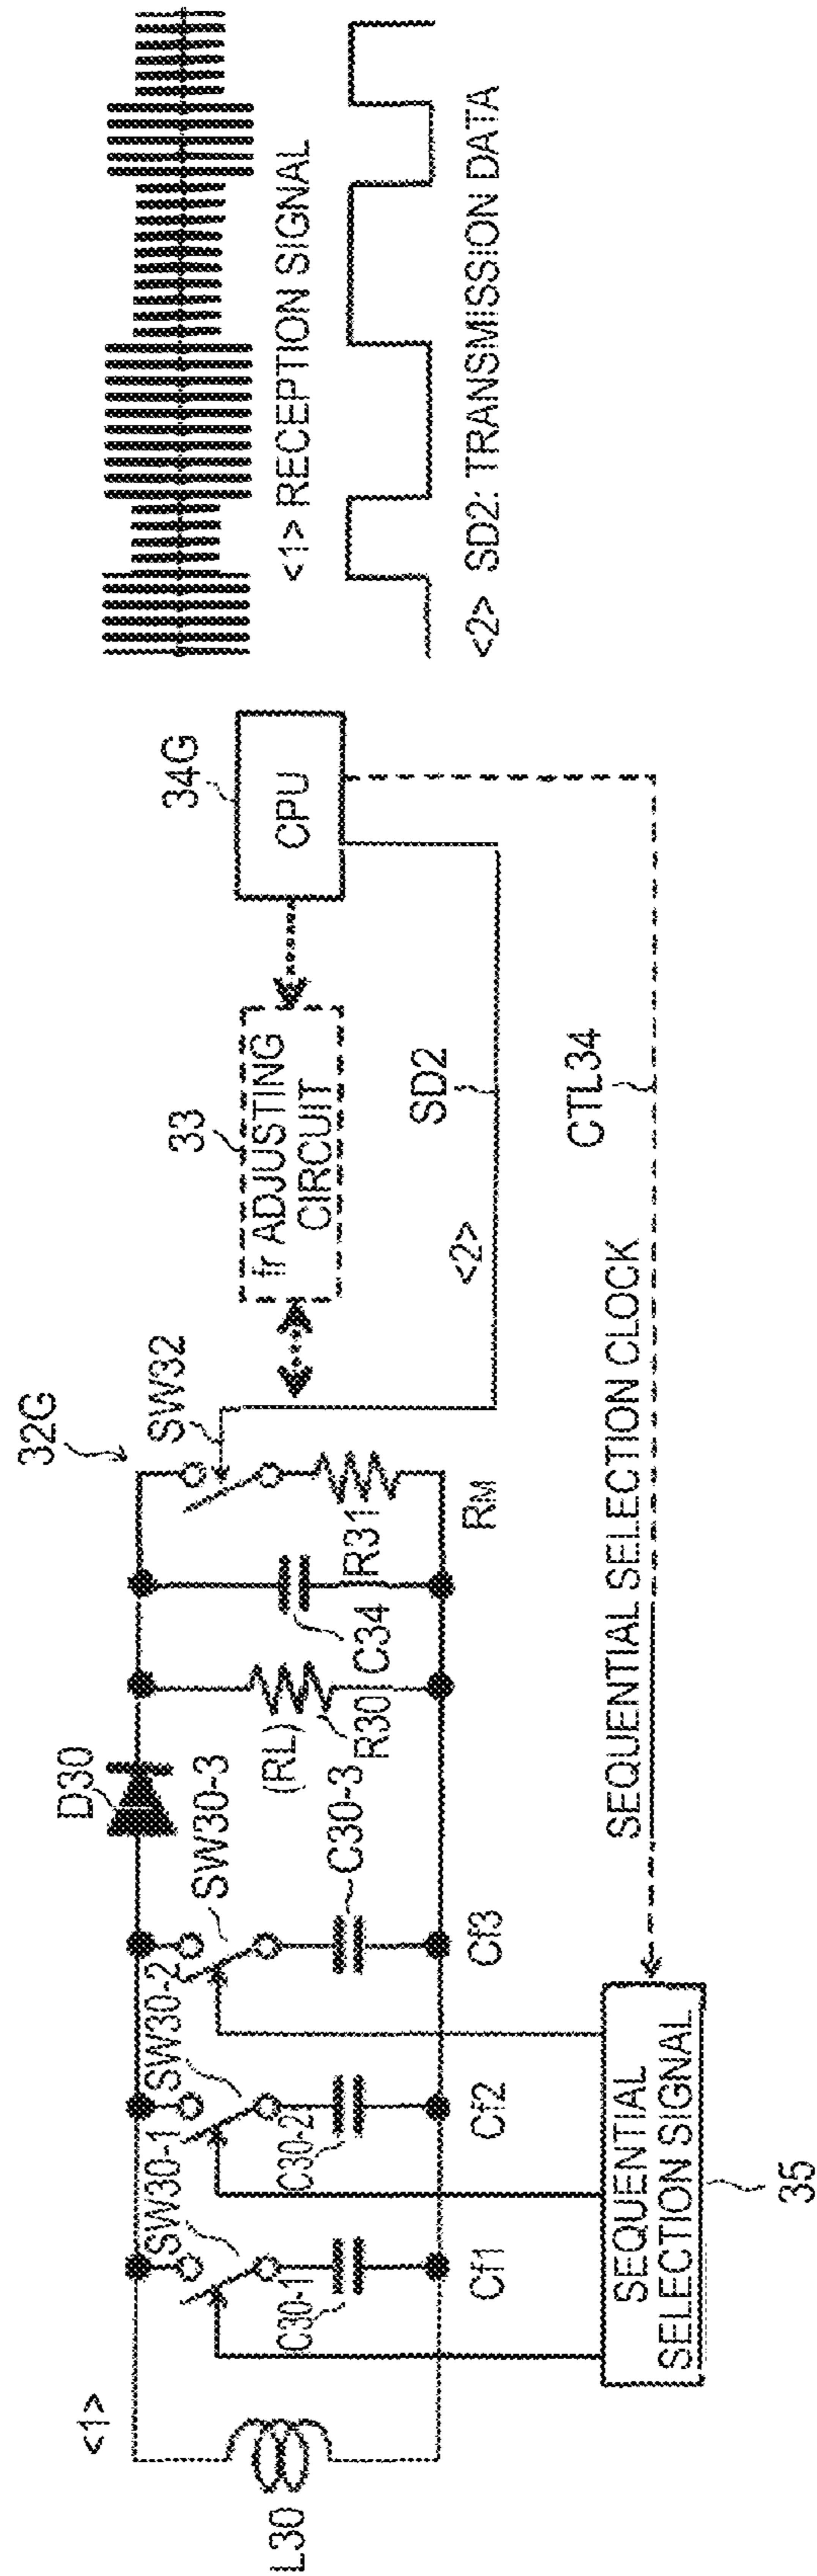 32G
<1>
L30
SW30-1
C30-1
Cf1
SW30-2
C30-2
Cf2
SW30-3
C30-3
Cf3
D30
(RL)
R30
C34
R31
RM
SW32
33
fr ADJUSTING
CIRCUIT
34G
CPU
SD2
<2>
CTL34
SEQUENTIAL SELECTION CLOCK
SEQUENTIAL
SELECTION SIGNAL
35
<1> RECEPTION SIGNAL
<2> SD2: TRANSMISSION DATA